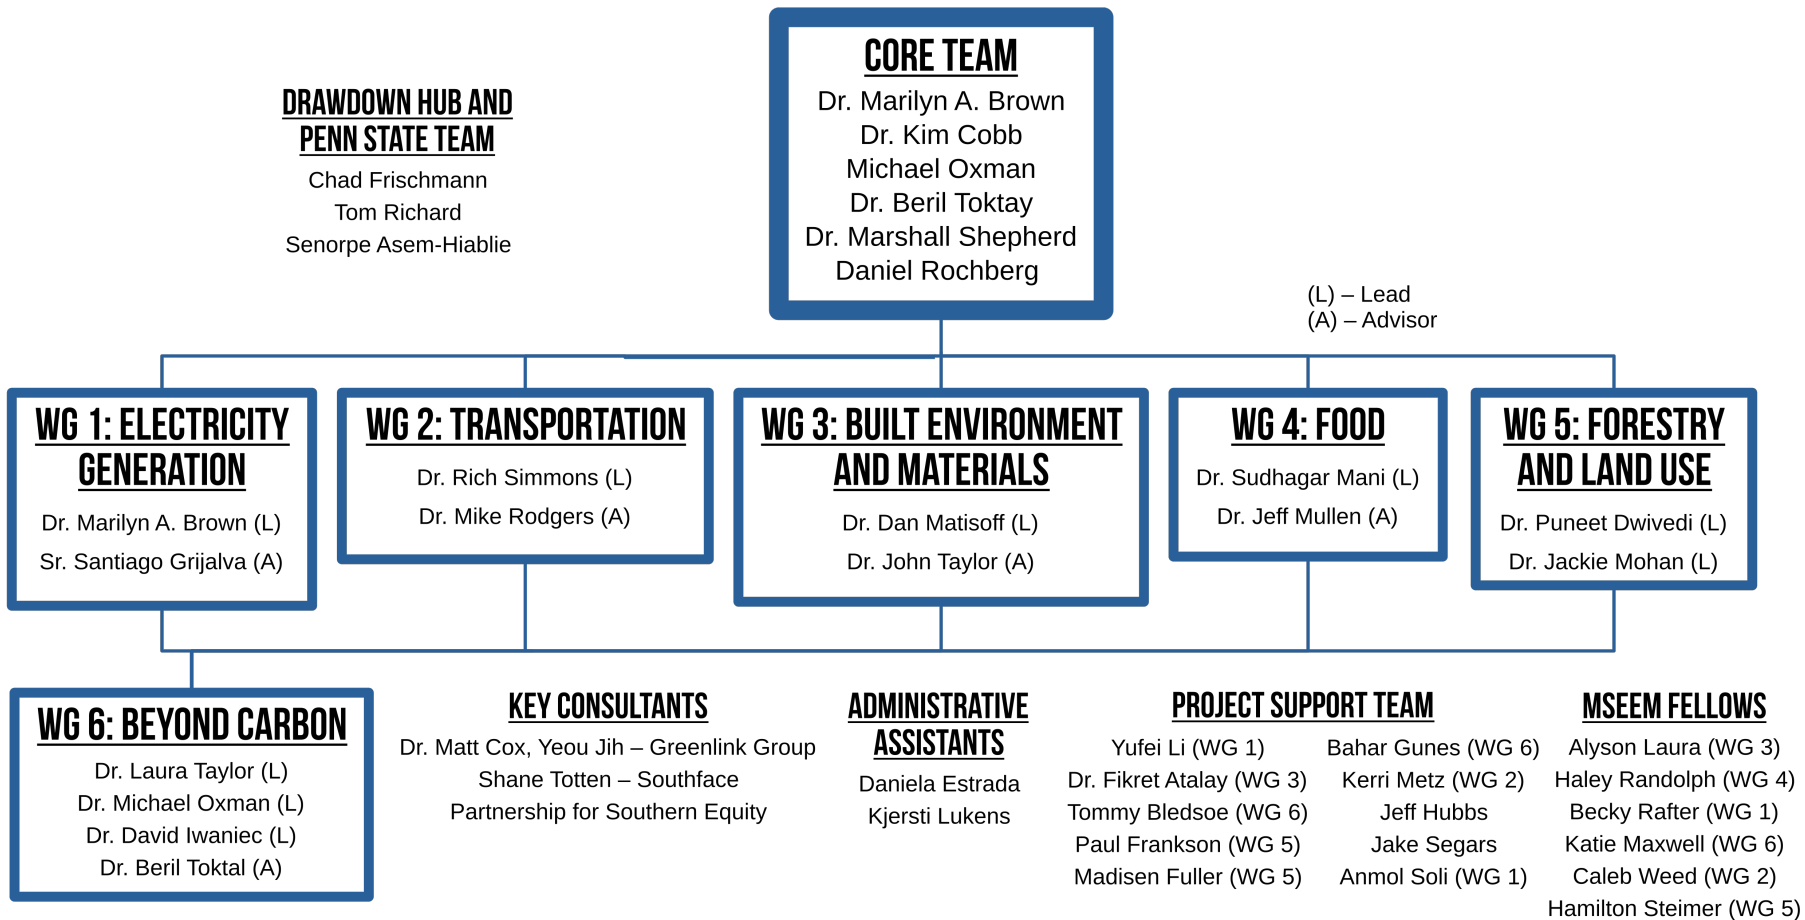 CORE TEAM
Dr. Marilyn A. Brown
Dr. Kim Cobb
Michael Oxman
Dr. Beril Toktay
Dr. Marshall Shepherd
Daniel Rochberg
DRAWDOWN HUB AND
PENN STATE TEAM
Chad Frischmann
Tom Richard
Senorpe Asem-Hiablie
(L) – Lead
(A) – Advisor
WG 1: ELECTRICITY
GENERATION
Dr. Marilyn A. Brown (L)
Sr. Santiago Grijalva (A)
WG 2: TRANSPORTATION
Dr. Rich Simmons (L)
Dr. Mike Rodgers (A)
WG 3: BUILT ENVIRONMENT
AND MATERIALS
Dr. Dan Matisoff (L)
Dr. John Taylor (A)
WG 4: FOOD
Dr. Sudhagar Mani (L)
Dr. Jeff Mullen (A)
WG 5: FORESTRY
AND LAND USE
Dr. Puneet Dwivedi (L)
Dr. Jackie Mohan (L)
WG 6: BEYOND CARBON
Dr. Laura Taylor (L)
Dr. Michael Oxman (L)
Dr. David Iwaniec (L)
Dr. Beril Toktal (A)
KEY CONSULTANTS
Dr. Matt Cox, Yeou Jih – Greenlink Group
Shane Totten – Southface
Partnership for Southern Equity
ADMINISTRATIVE
ASSISTANTS
Daniela Estrada
Kjersti Lukens
PROJECT SUPPORT TEAM
Yufei Li (WG 1)
Dr. Fikret Atalay (WG 3)
Tommy Bledsoe (WG 6)
Paul Frankson (WG 5)
Madisen Fuller (WG 5)
Bahar Gunes (WG 6)
Kerri Metz (WG 2)
Jeff Hubbs
Jake Segars
Anmol Soli (WG 1)
MSEEM FELLOWS
Alyson Laura (WG 3)
Haley Randolph (WG 4)
Becky Rafter (WG 1)
Katie Maxwell (WG 6)
Caleb Weed (WG 2)
Hamilton Steimer (WG 5)